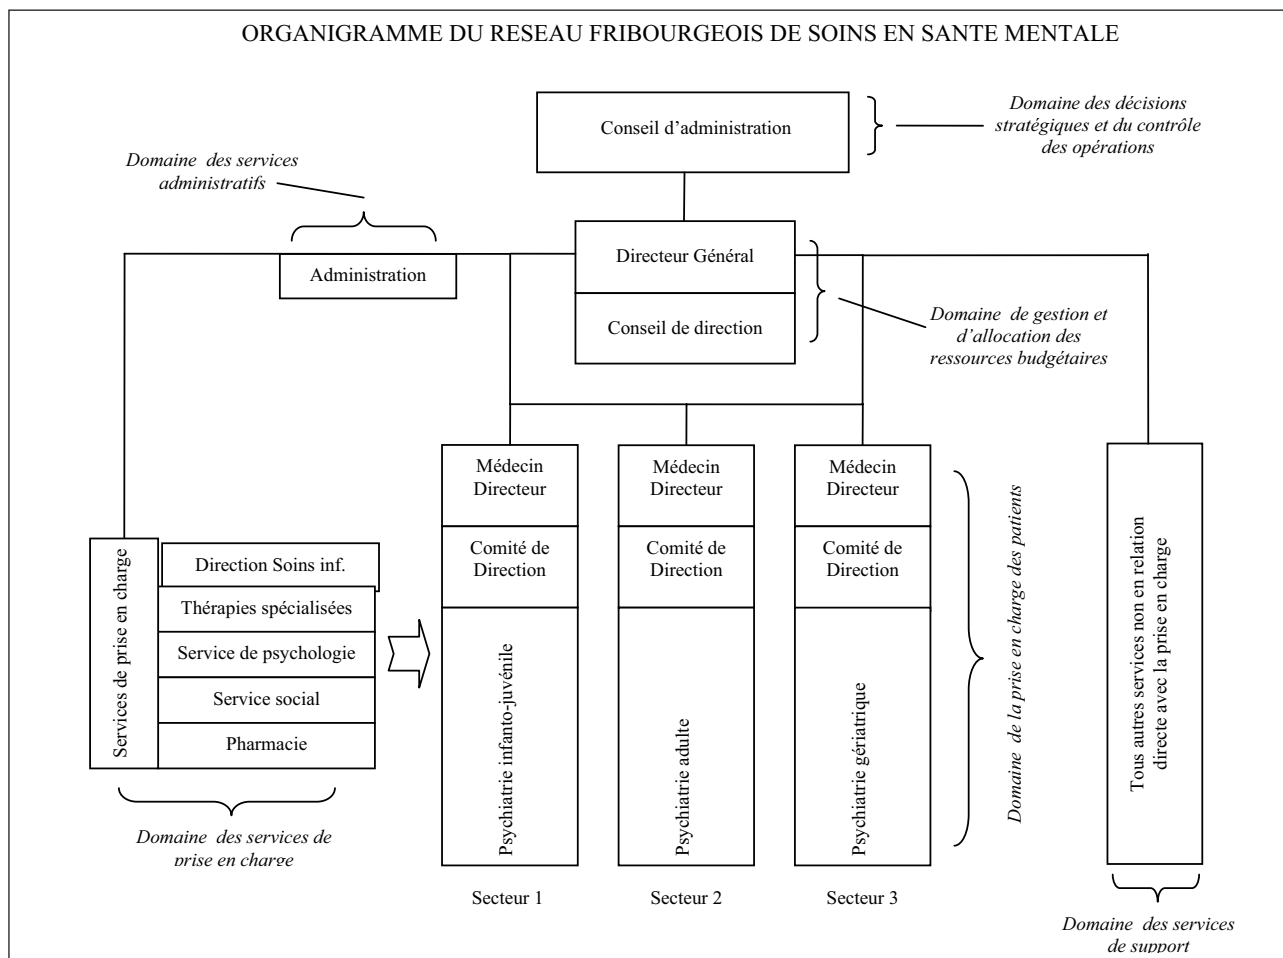 ORGANIGRAMME DU RESEAU FRIBOURGEOIS DE SOINS EN SANTE MENTALE
Conseil d'administration
Domaine des décisions
stratégiques et du contrôle
des opérations
Domaine des services
administratifs
Administration
Directeur Général
Conseil de direction
Domaine de gestion et
d'allocation des
ressources budgétaires
Services de prise en charge
Direction Soins inf.
Thérapies spécialisées
Service de psychologie
Service social
Pharmacie
Domaine des services de
prise en charge
Médecin
Directeur
Comité de
Direction
Psychiatrie infanto-juvénile
Secteur 1
Médecin
Directeur
Comité de
Direction
Psychiatrie adulte
Secteur 2
Médecin
Directeur
Comité de
Direction
Psychiatrie gériatrique
Secteur 3
Domaine de la prise en charge des patients
Tous autres services non en relation
directe avec la prise en charge
Domaine des services
de support